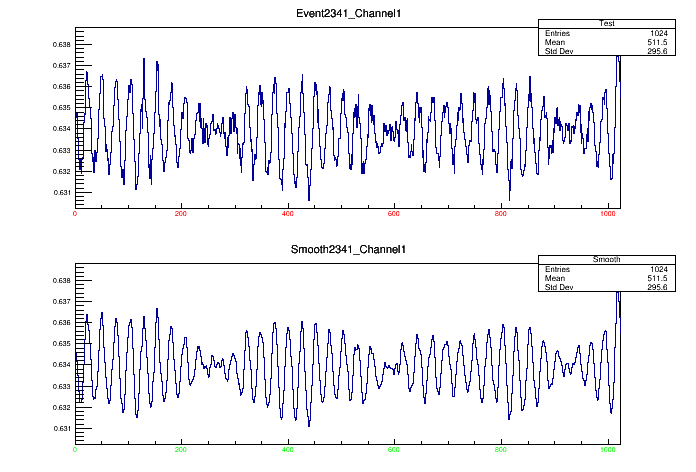 Event2341_Channel1
Test
Entries 1024
Mean 511.5
Std Dev 295.6
0.638
0.637
0.636
0.635
0.634
0.633
0.632
0.631
0 200 400 600 800 1000
Smooth2341_Channel1
Smooth
Entries 1024
Mean 511.5
Std Dev 295.6
0.638
0.637
0.636
0.635
0.634
0.633
0.632
0.631
0 200 400 600 800 1000